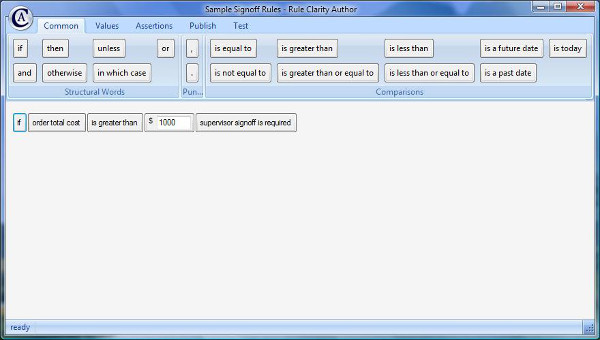 Sample Signoff Rules - Rule Clarity Author
CA
Common Values Assertions Publish Test
if then unless or , is equal to is greater than is less than is a future date is today
and otherwise in which case . is not equal to is greater than or equal to is less than or equal to is a past date
Structural Words Pun... Comparisons
if order total cost is greater than $ 1000 supervisor signoff is required
ready